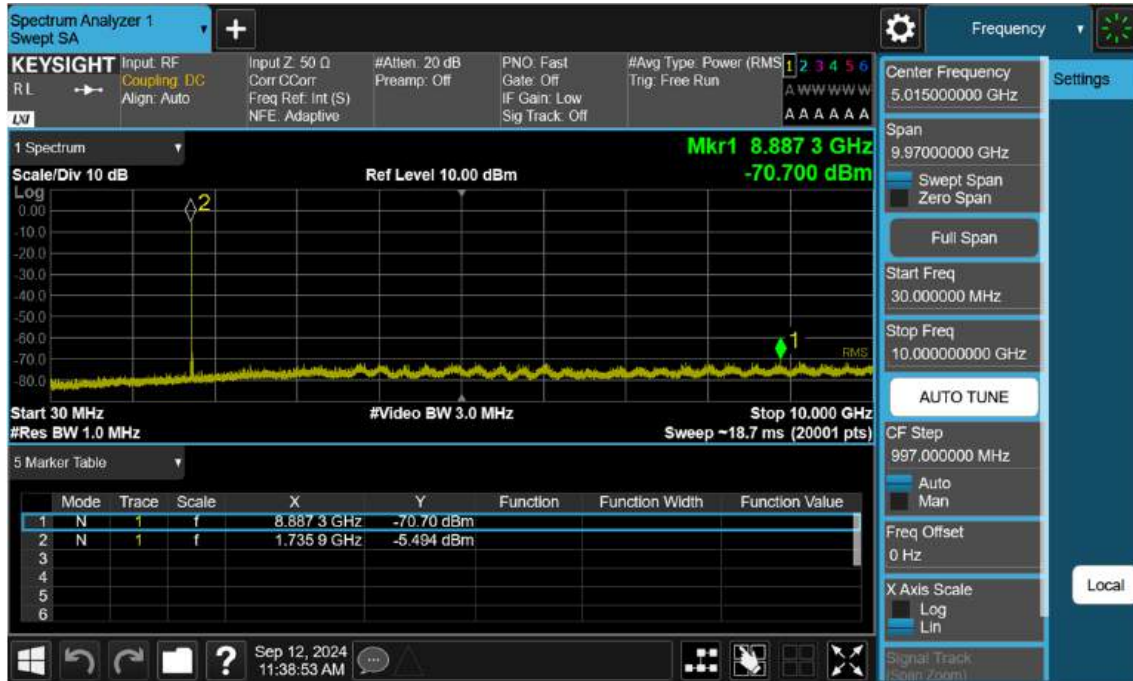 Spectrum Analyzer 1
Swept SA
+
Frequency
KEYSIGHT
RL
LXI
Input: RF
Coupling: DC
Align: Auto
Input Z: 50 Ω
Corr CCorr
Freq Ref: Int (S)
NFE: Adaptive
#Atten: 20 dB
Preamp: Off
PNO: Fast
Gate: Off
IF Gain: Low
Sig Track: Off
#Avg Type: Power (RMS
Trig: Free Run
1 2 3 4 5 6
A W W W W W
A A A A A A
1 Spectrum
Mkr1 8.887 3 GHz
Scale/Div 10 dB
Ref Level 10.00 dBm
-70.700 dBm
Log
0.00
-10.0
-20.0
-30.0
-40.0
-50.0
-60.0
-70.0
-80.0
2
1
RMS
Start 30 MHz
#Video BW 3.0 MHz
Stop 10.000 GHz
#Res BW 1.0 MHz
Sweep ~18.7 ms (20001 pts)
5 Marker Table
Mode Trace Scale X Y Function Function Width Function Value
1 N 1 f 8.887 3 GHz -70.70 dBm
2 N 1 f 1.735 9 GHz -5.494 dBm
3
4
5
6
?
Sep 12, 2024
11:38:53 AM
Center Frequency
5.015000000 GHz
Span
9.97000000 GHz
Swept Span
Zero Span
Full Span
Start Freq
30.000000 MHz
Stop Freq
10.000000000 GHz
AUTO TUNE
CF Step
997.000000 MHz
Auto
Man
Freq Offset
0 Hz
X Axis Scale
Log
Lin
Signal Track
(Span Zoom)
Settings
Local